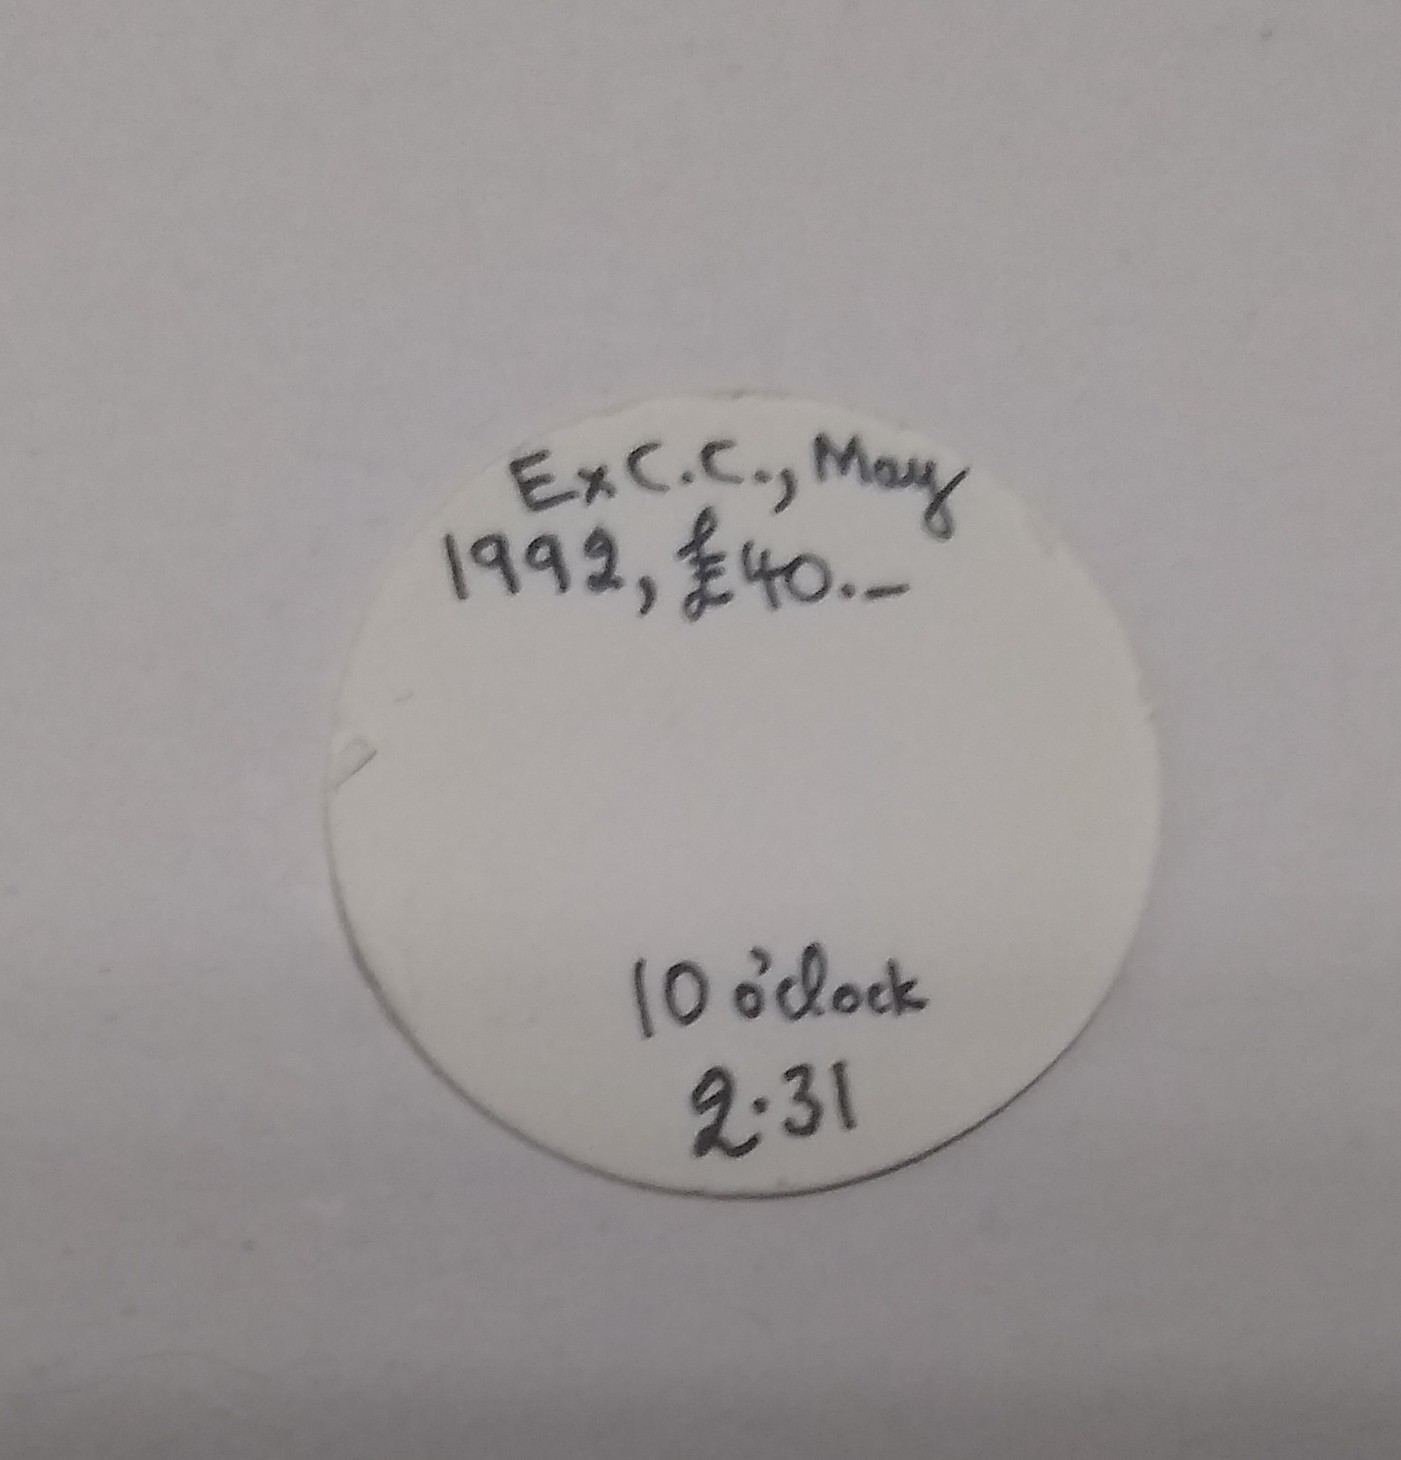 Ex C.C., May
1992, £40.–
10 o'clock
2.31